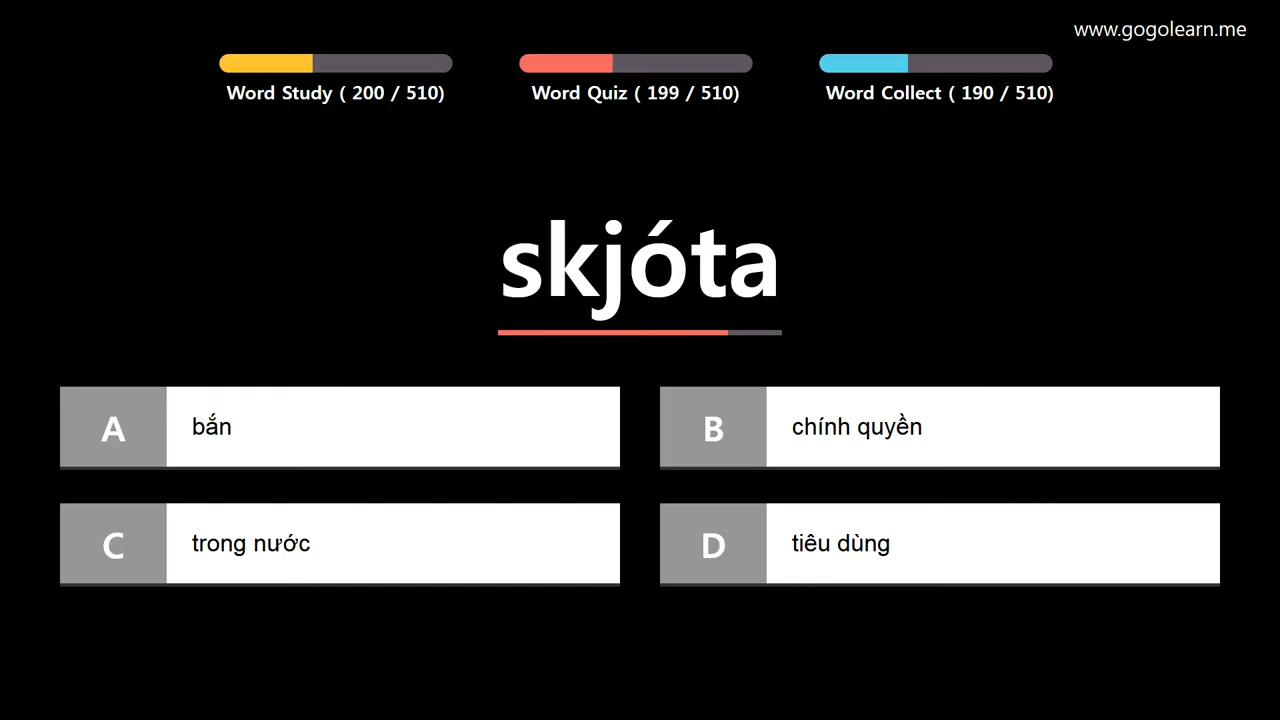 www.gogolearn.me
Word Study ( 200 / 510)
Word Quiz ( 199 / 510)
Word Collect ( 190 / 510)
skjóta
A
bắn
B
chính quyền
C
trong nước
D
tiêu dùng